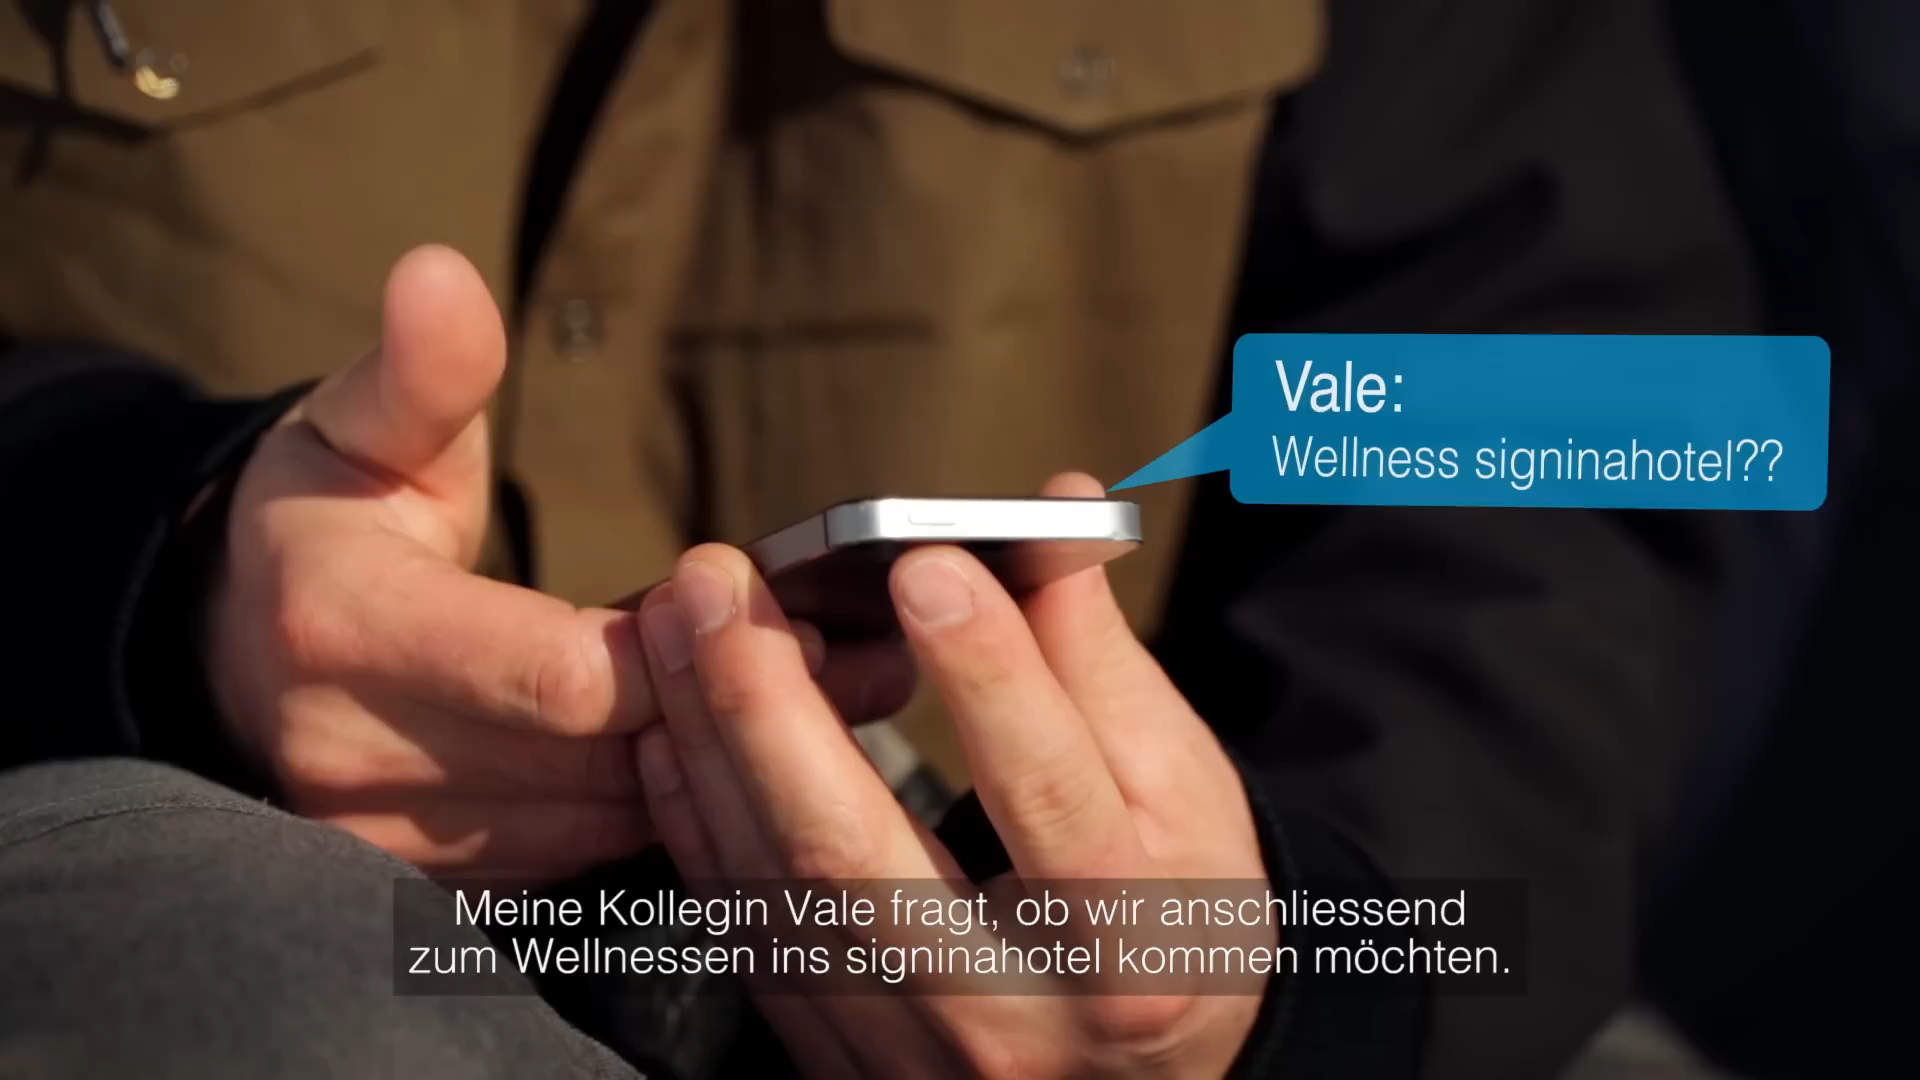 Vale:
Wellness signinahotel??
Meine Kollegin Vale fragt, ob wir anschliessend
zum Wellnessen ins signinahotel kommen möchten.